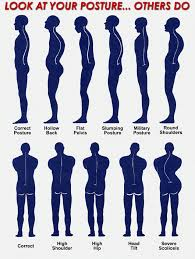 LOOK AT YOUR POSTURE... OTHERS DO
Correct Posture
Hollow Back
Flat Pelvis
Slumping Posture
Military Posture
Round Shoulders
Correct
High Shoulder
High Hip
Head Tilt
Severe Scoliosis